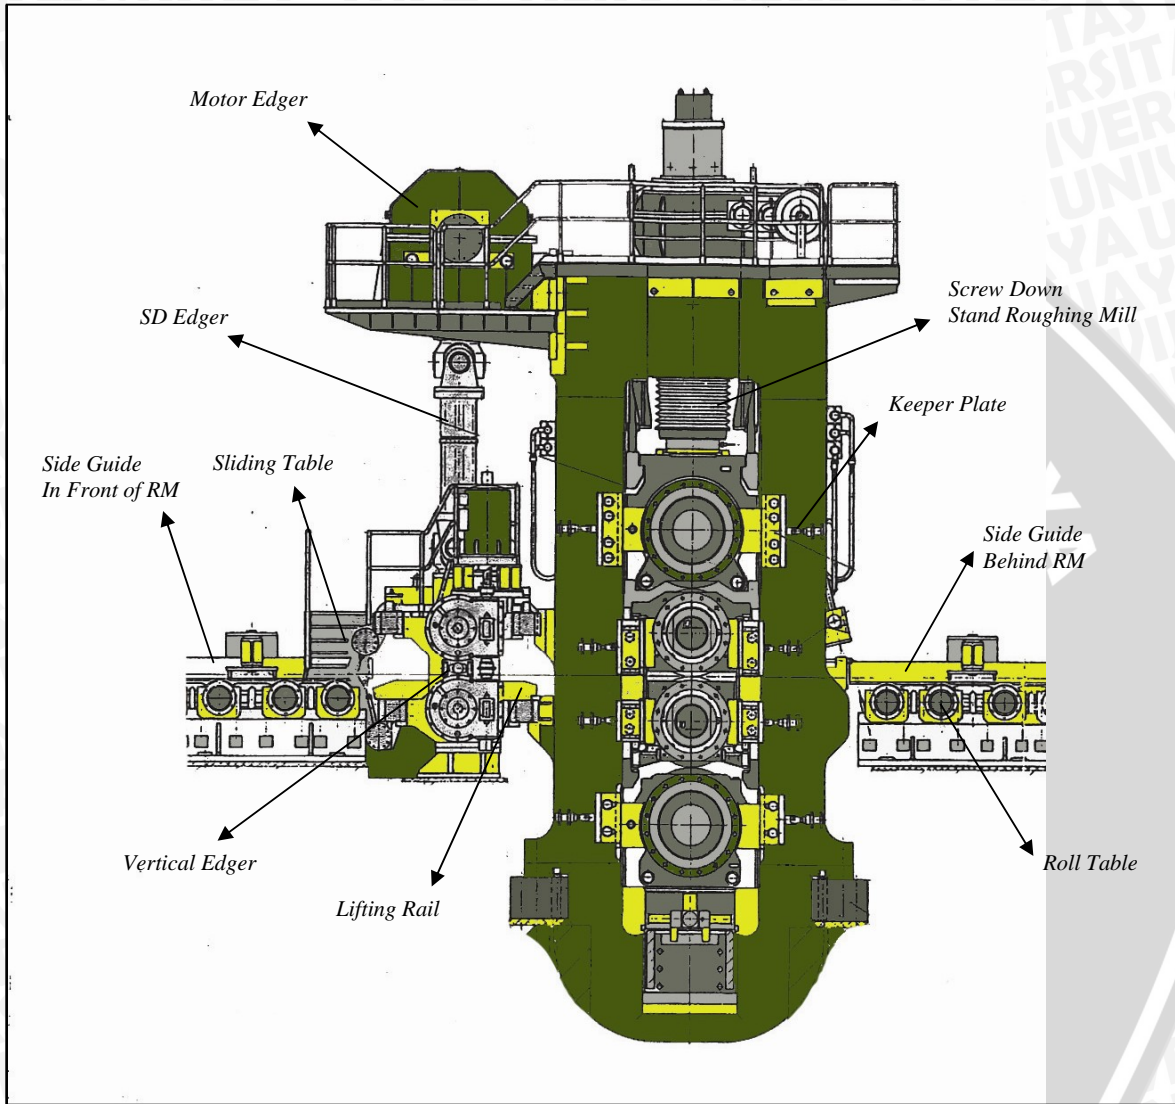 Motor Edger
SD Edger
Screw Down
Stand Roughing Mill
Keeper Plate
Side Guide
In Front of RM
Sliding Table
Side Guide
Behind RM
Vertical Edger
Lifting Rail
Roll Table